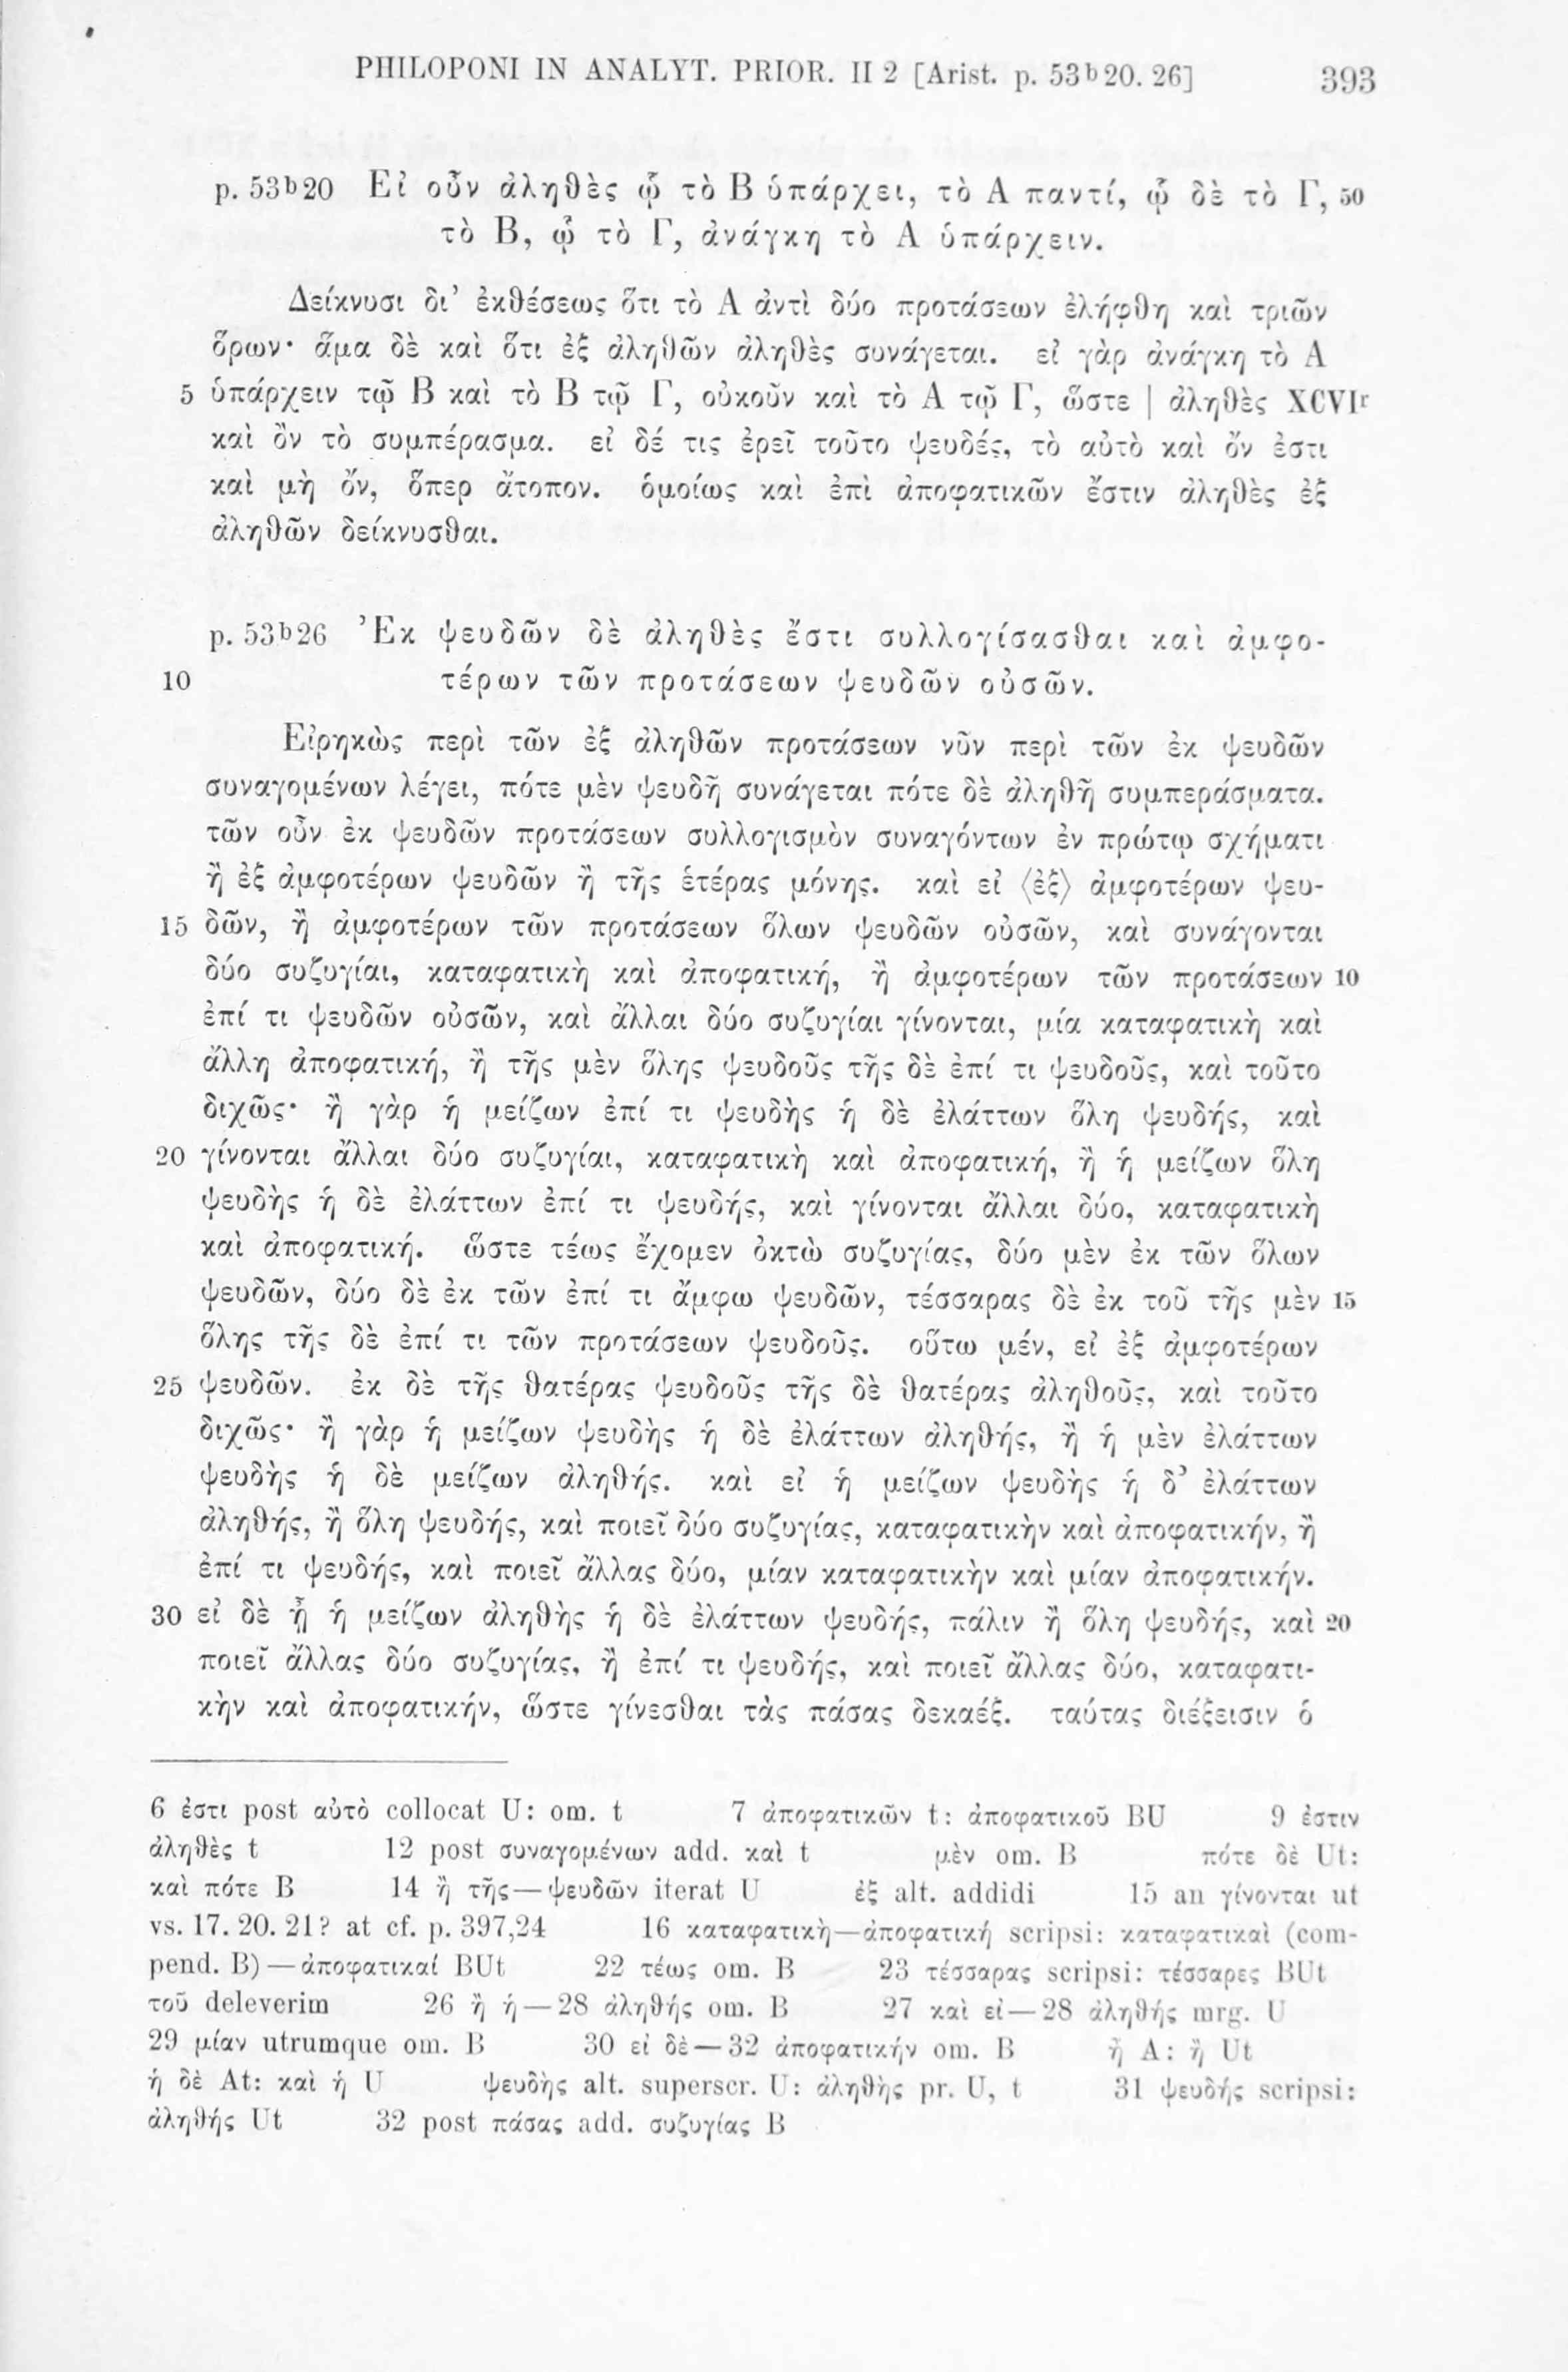 PHILOPONI IN ANALYT. PRIOR. II 2 [Arist. p. 53ᵇ20. 26] 393
p. 53ᵇ20 Εἰ οὖν ἀληθὲς ᾧ τὸ Β ὑπάρχει, τὸ Α παντί, ᾧ δὲ τὸ Γ, 50
τὸ Β, ᾧ τὸ Γ, ἀνάγκη τὸ Α ὑπάρχειν.
Δείκνυσι δι’ ἐκθέσεως ὅτι τὸ Α ἀντὶ δύο προτάσεων ἐλήφθη καὶ τριῶν
ὅρων· ἅμα δὲ καὶ ὅτι ἐξ ἀληθῶν ἀληθὲς συνάγεται. εἰ γὰρ ἀνάγκη τὸ Α
5 ὑπάρχειν τῷ Β καὶ τὸ Β τῷ Γ, οὐκοῦν καὶ τὸ Α τῷ Γ, ὥστε | ἀληθὲς XCVIʳ
καὶ ὂν τὸ συμπέρασμα. εἰ δέ τις ἐρεῖ τοῦτο ψευδές, τὸ αὐτὸ καὶ ὄν ἐστι
καὶ μὴ ὄν, ὅπερ ἄτοπον. ὁμοίως καὶ ἐπὶ ἀποφατικῶν ἔστιν ἀληθὲς ἐξ
ἀληθῶν δείκνυσθαι.
p. 53ᵇ26 Ἐκ ψευδῶν δὲ ἀληθὲς ἔστι συλλογίσασθαι καὶ ἀμφο-
10 τέρων τῶν προτάσεων ψευδῶν οὐσῶν.
Εἰρηκὼς περὶ τῶν ἐξ ἀληθῶν προτάσεων νῦν περὶ τῶν ἐκ ψευδῶν
συναγομένων λέγει, πότε μὲν ψευδῆ συνάγεται πότε δὲ ἀληθῆ συμπεράσματα.
τῶν οὖν ἐκ ψευδῶν προτάσεων συλλογισμὸν συναγόντων ἐν πρώτῳ σχήματι
ἢ ἐξ ἀμφοτέρων ψευδῶν ἢ τῆς ἑτέρας μόνης. καὶ εἰ ⟨ἐξ⟩ ἀμφοτέρων ψευ-
15 δῶν, ἢ ἀμφοτέρων τῶν προτάσεων ὅλων ψευδῶν οὐσῶν, καὶ συνάγονται
δύο συζυγίαι, καταφατικὴ καὶ ἀποφατική, ἢ ἀμφοτέρων τῶν προτάσεων 10
ἐπί τι ψευδῶν οὐσῶν, καὶ ἄλλαι δύο συζυγίαι γίνονται, μία καταφατικὴ καὶ
ἄλλη ἀποφατική, ἢ τῆς μὲν ὅλης ψευδοῦς τῆς δὲ ἐπί τι ψευδοῦς, καὶ τοῦτο
διχῶς· ἢ γὰρ ἡ μείζων ἐπί τι ψευδὴς ἡ δὲ ἐλάττων ὅλη ψευδής, καὶ
20 γίνονται ἄλλαι δύο συζυγίαι, καταφατικὴ καὶ ἀποφατική, ἢ ἡ μείζων ὅλη
ψευδὴς ἡ δὲ ἐλάττων ἐπί τι ψευδής, καὶ γίνονται ἄλλαι δύο, καταφατικὴ
καὶ ἀποφατική. ὥστε τέως ἔχομεν ὀκτὼ συζυγίας, δύο μὲν ἐκ τῶν ὅλων
ψευδῶν, δύο δὲ ἐκ τῶν ἐπί τι ἄμφω ψευδῶν, τέσσαρας δὲ ἐκ τοῦ τῆς μὲν 15
ὅλης τῆς δὲ ἐπί τι τῶν προτάσεων ψευδοῦς. οὕτω μέν, εἰ ἐξ ἀμφοτέρων
25 ψευδῶν. ἐκ δὲ τῆς θατέρας ψευδοῦς τῆς δὲ θατέρας ἀληθοῦς, καὶ τοῦτο
διχῶς· ἢ γὰρ ἡ μείζων ψευδὴς ἡ δὲ ἐλάττων ἀληθής, ἢ ἡ μὲν ἐλάττων
ψευδὴς ἡ δὲ μείζων ἀληθής. καὶ εἰ ἡ μείζων ψευδὴς ἡ δ’ ἐλάττων
ἀληθής, ἢ ὅλη ψευδής, καὶ ποιεῖ δύο συζυγίας, καταφατικὴν καὶ ἀποφατικήν, ἢ
ἐπί τι ψευδής, καὶ ποιεῖ ἄλλας δύο, μίαν καταφατικὴν καὶ μίαν ἀποφατικήν.
30 εἰ δὲ ᾖ ἡ μείζων ἀληθὴς ἡ δὲ ἐλάττων ψευδής, πάλιν ἢ ὅλη ψευδής, καὶ 20
ποιεῖ ἄλλας δύο συζυγίας, ἢ ἐπί τι ψευδής, καὶ ποιεῖ ἄλλας δύο, καταφατι-
κὴν καὶ ἀποφατικήν, ὥστε γίνεσθαι τὰς πάσας δεκαέξ. ταύτας διέξεισιν ὁ
6 ἐστι post αὐτὸ collocat U: om. t 7 ἀποφατικῶν t: ἀποφατικοῦ BU 9 ἐστιν
ἀληθὲς t 12 post συναγομένων add. καὶ t μὲν om. B πότε δὲ Ut:
καὶ πότε B 14 ἢ τῆς—ψευδῶν iterat U ἐξ alt. addidi 15 an γίνονται ut
vs. 17. 20. 21? at cf. p. 397,24 16 καταφατικὴ—ἀποφατική scripsi: καταφατικαὶ (com-
pend. B)—ἀποφατικαί BUt 22 τέως om. B 23 τέσσαρας scripsi: τέσσαρες BUt
τοῦ deleverim 26 ἢ ἡ—28 ἀληθής om. B 27 καὶ εἰ—28 ἀληθής mrg. U
29 μίαν utrumque om. B 30 εἰ δὲ—32 ἀποφατικήν om. B ᾖ A: ἢ Ut
ἡ δὲ At: καὶ ἡ U ψευδὴς alt. superscr. U: ἀληθὴς pr. U, t 31 ψευδής scripsi:
ἀληθής Ut 32 post πάσας add. συζυγίας B